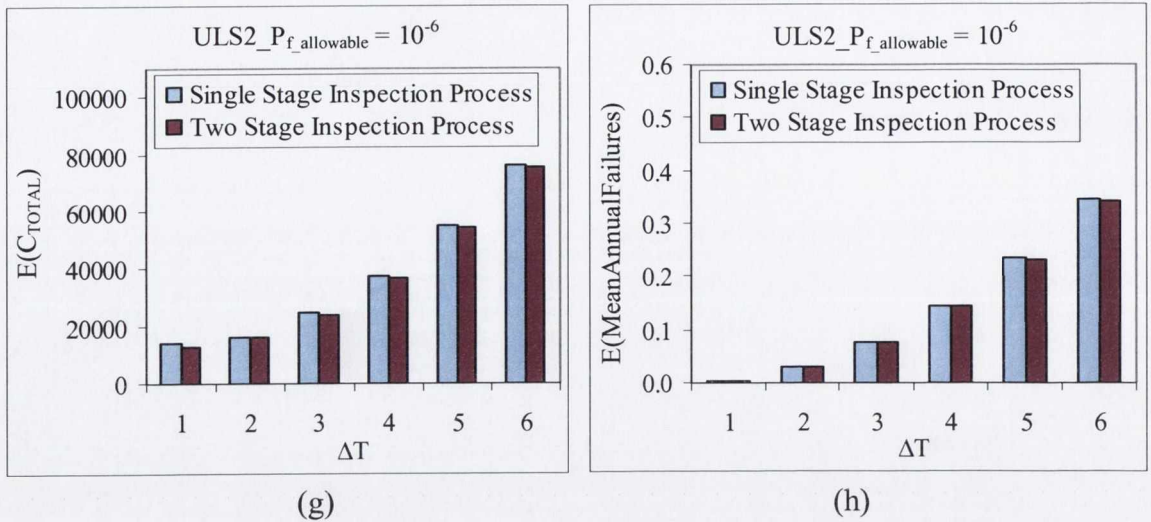 ULS2_Pf_allowable = 10-6
E(CTOTAL)
100000
80000
60000
40000
20000
0
Single Stage Inspection Process
Two Stage Inspection Process
1 2 3 4 5 6
ΔT
(g)
ULS2_Pf_allowable = 10-6
E(MeanAnnualFailures)
0.6
0.5
0.4
0.3
0.2
0.1
0.0
Single Stage Inspection Process
Two Stage Inspection Process
1 2 3 4 5 6
ΔT
(h)